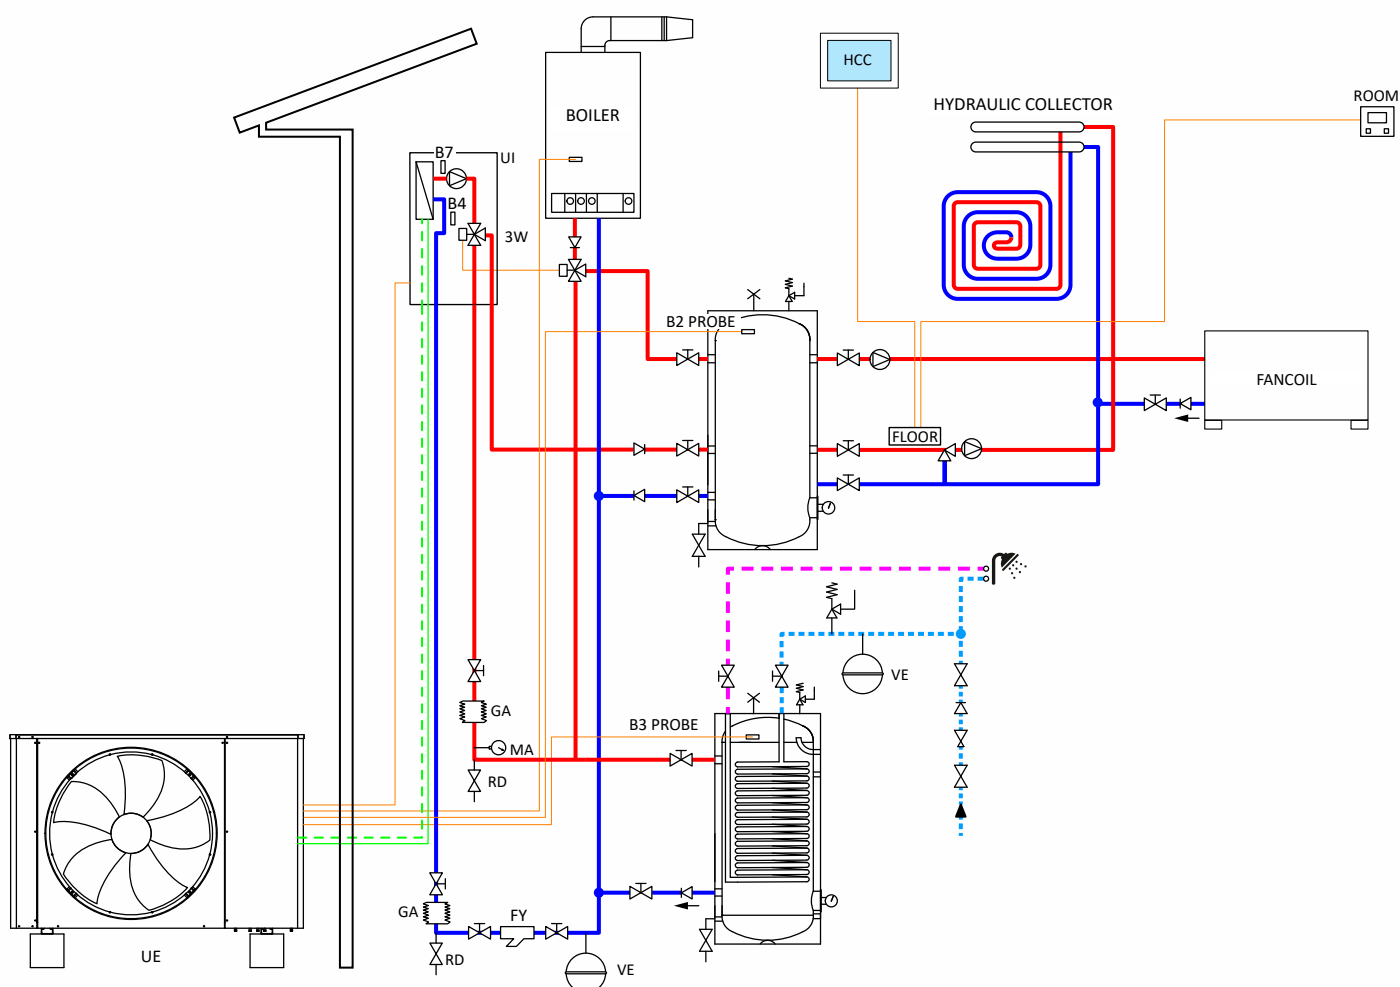 HCC
ROOM
HYDRAULIC COLLECTOR
BOILER
B7
UI
B4
3W
B2 PROBE
FANCOIL
FLOOR
VE
GA
B3 PROBE
MA
RD
GA
FY
UE
RD
VE